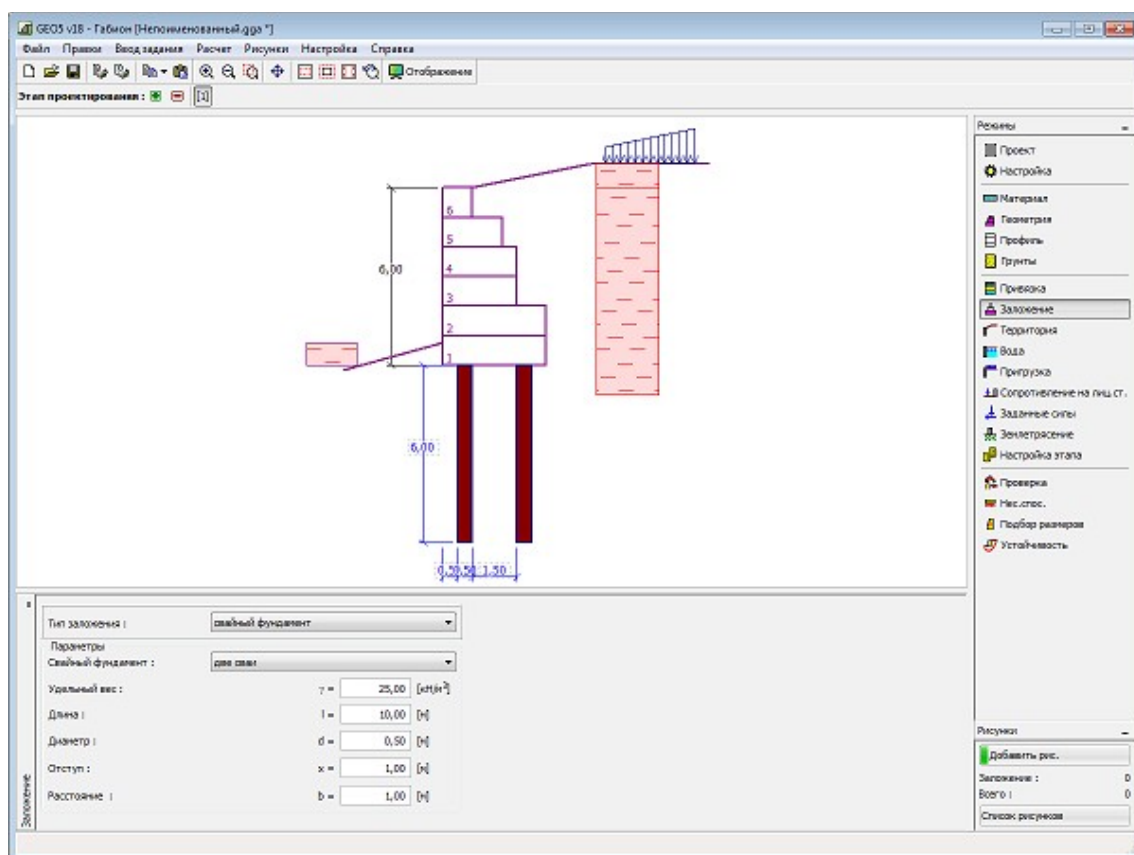 GEO5 v18 - Габион [Непоименованный.gga *]
Файл Правки Ввод задания Расчет Рисунки Настройка Справка
Отображение
Этап проектирования : [1]
6
5
4
3
2
1
6,00
6,00
0,50
0,50
1,50
Режимы
Проект
Настройка
Материал
Геометрия
Профиль
Грунты
Привязка
Заложение
Территория
Вода
Пригрузка
Сопротивление на лиц.ст.
Заданные силы
Землетрясение
Настройка этапа
Проверка
Нес.спос.
Подбор размеров
Устойчивость
Рисунки
Добавить рис.
Заложение : 0
Всего : 0
Список рисунков
Заложение
Тип заложения : свайный фундамент
Параметры
Свайный фундамент : две сваи
Удельный вес : γ = 25,00 [кН/м³]
Длина : l = 10,00 [м]
Диаметр : d = 0,50 [м]
Отступ : x = 1,00 [м]
Расстояние : b = 1,00 [м]